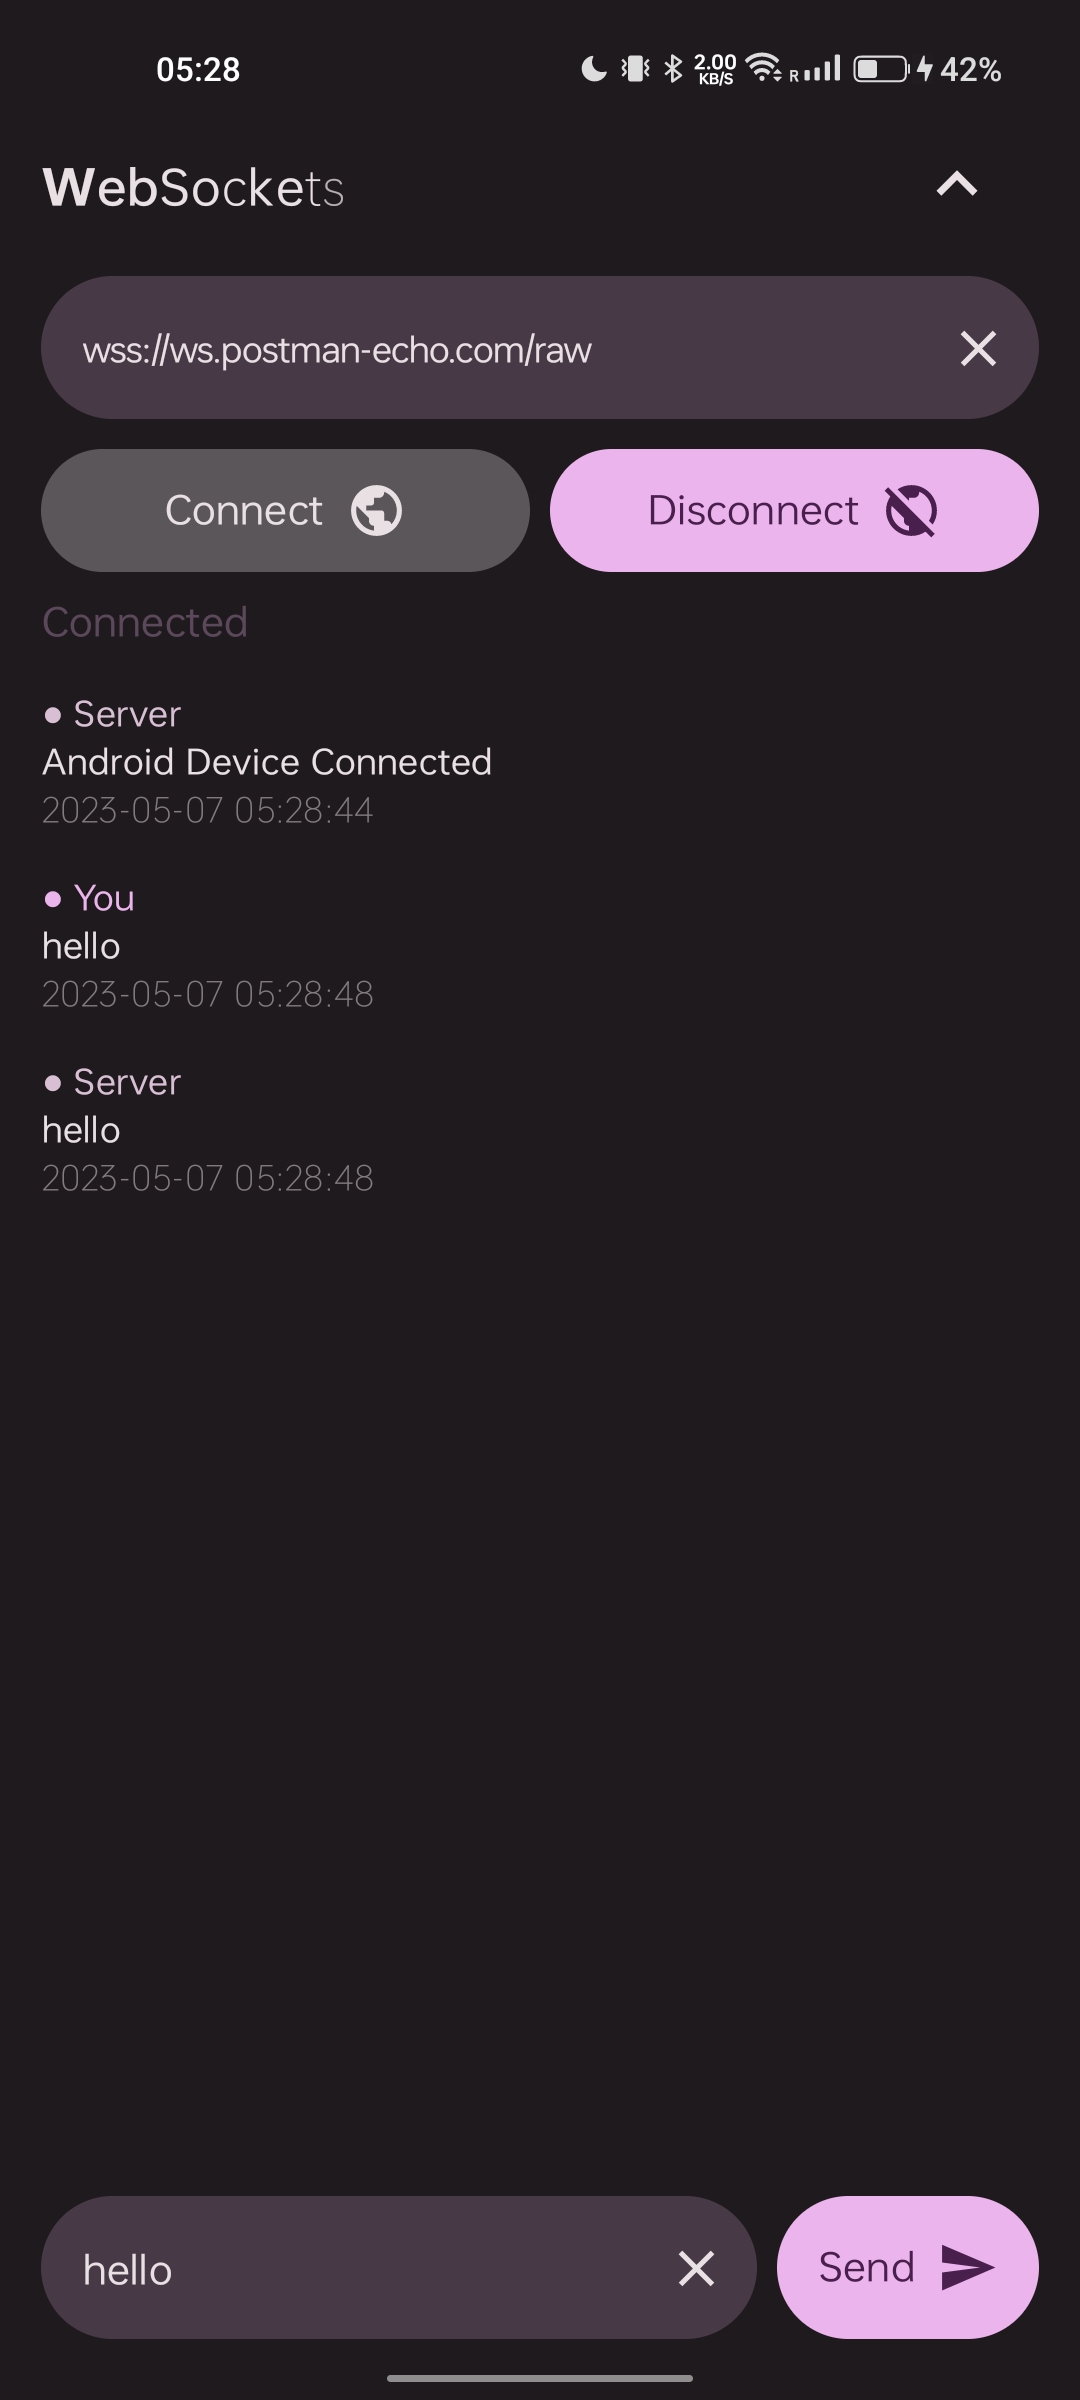 05:28
2.00 KB/S R 42%
WebSockets
wss://ws.postman-echo.com/raw
Connect
Disconnect
Connected
• Server
Android Device Connected
2023-05-07 05:28:44
• You
hello
2023-05-07 05:28:48
• Server
hello
2023-05-07 05:28:48
hello
Send